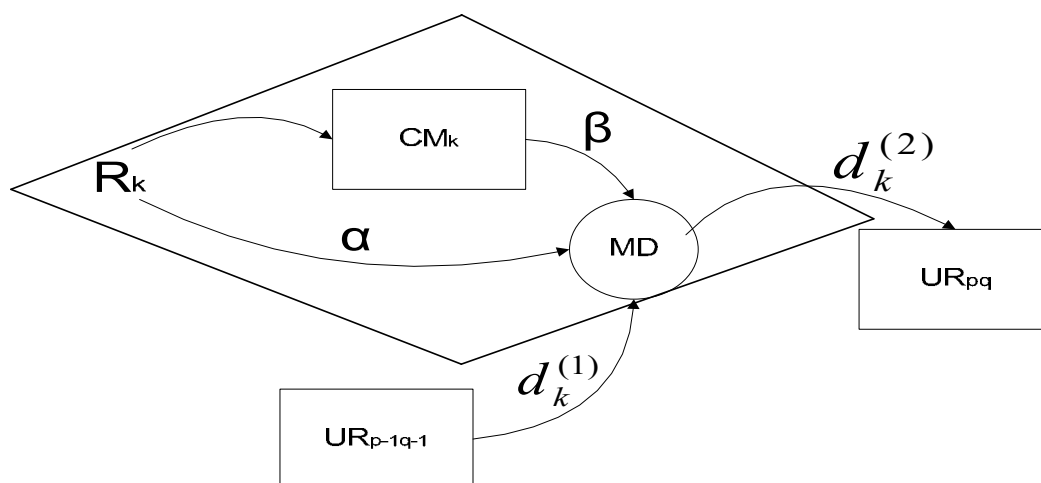 CMk
β
d_k^(2)
Rk
α
MD
URpq
d_k^(1)
URp-1q-1